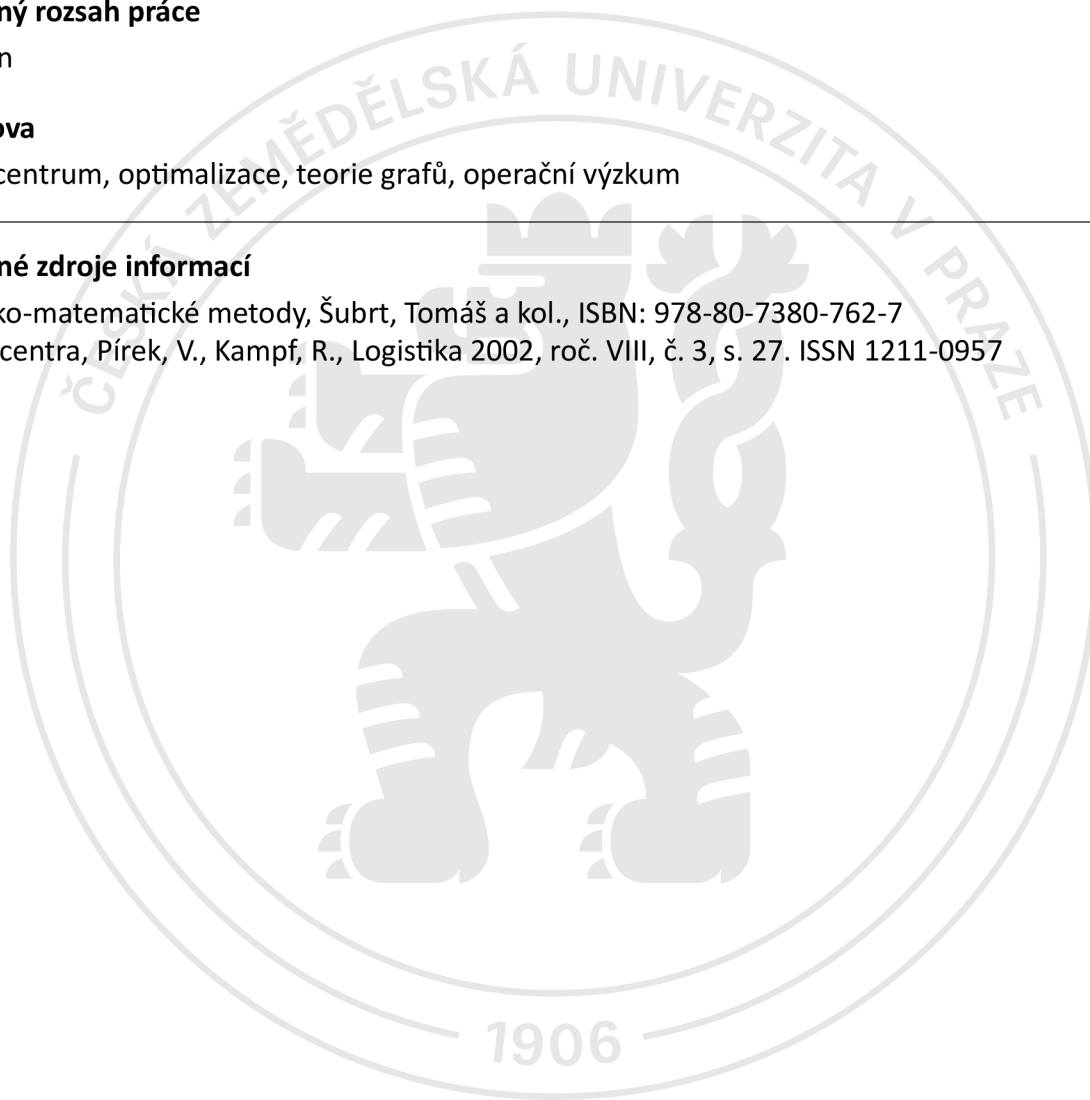 ný rozsah práce
n
ova
centrum, optimalizace, teorie grafů, operační výzkum
né zdroje informací
ko-matematické metody, Šubrt, Tomáš a kol., ISBN: 978-80-7380-762-7
centra, Pírek, V., Kampf, R., Logistika 2002, roč. VIII, č. 3, s. 27. ISSN 1211-0957
ČESKÁ ZEMĚDĚLSKÁ UNIVERZITA V PRAZE
1906